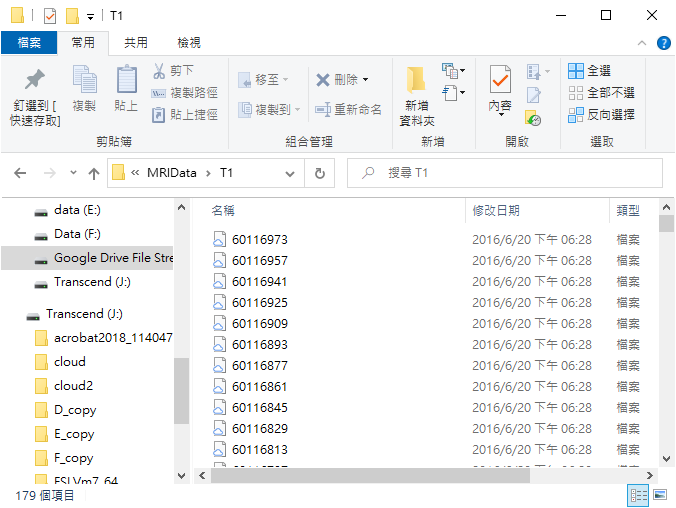 T1
檔案 常用 共用 檢視
釘選到 [
快速存取]
複製
貼上
剪下
複製路徑
貼上捷徑
剪貼簿
移至
複製到
刪除
重新命名
組合管理
新增
資料夾
新增
內容
開啟
全選
全部不選
反向選擇
選取
« MRIData > T1
搜尋 T1
data (E:)
Data (F:)
Google Drive File Stre
Transcend (J:)
Transcend (J:)
acrobat2018_114047
cloud
cloud2
D_copy
E_copy
F_copy
FSLVm7_64
名稱 修改日期 類型
60116973 2016/6/20 下午 06:28 檔案
60116957 2016/6/20 下午 06:28 檔案
60116941 2016/6/20 下午 06:28 檔案
60116925 2016/6/20 下午 06:28 檔案
60116909 2016/6/20 下午 06:28 檔案
60116893 2016/6/20 下午 06:28 檔案
60116877 2016/6/20 下午 06:28 檔案
60116861 2016/6/20 下午 06:28 檔案
60116845 2016/6/20 下午 06:28 檔案
60116829 2016/6/20 下午 06:28 檔案
60116813 2016/6/20 下午 06:28 檔案
179 個項目